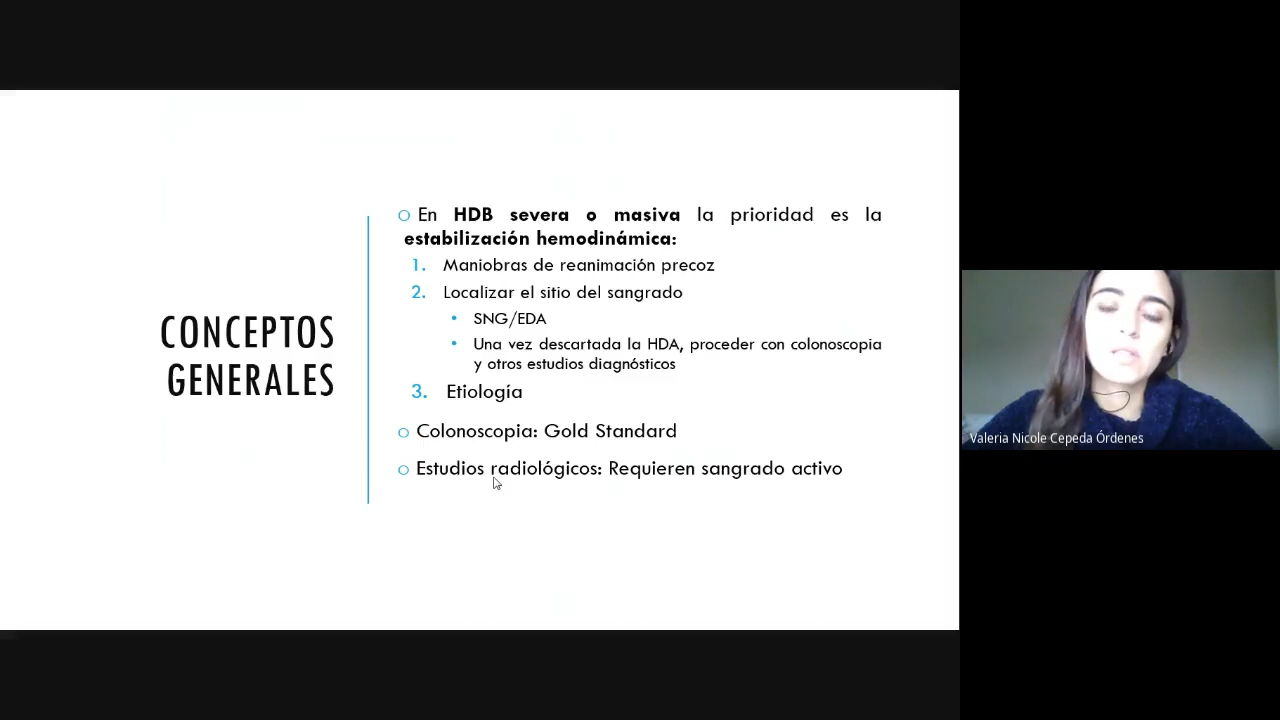 CONCEPTOS
GENERALES
o En HDB severa o masiva la prioridad es la
estabilización hemodinámica:
1. Maniobras de reanimación precoz
2. Localizar el sitio del sangrado
• SNG/EDA
• Una vez descartada la HDA, proceder con colonoscopia
y otros estudios diagnósticos
3. Etiología
o Colonoscopia: Gold Standard
o Estudios radiológicos: Requieren sangrado activo
Valeria Nicole Cepeda Órdenes